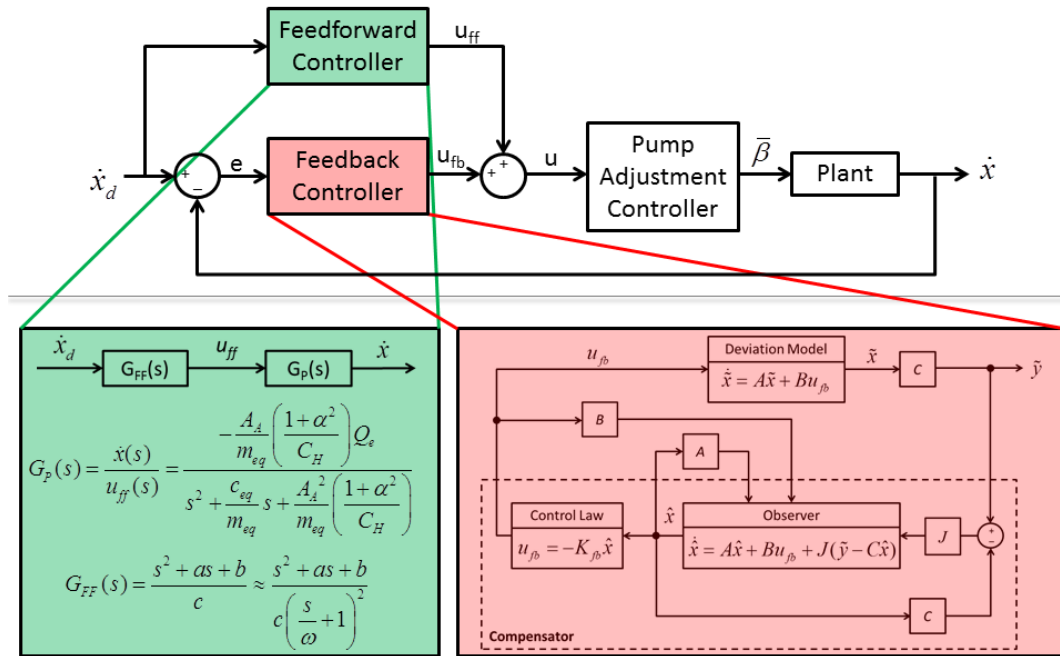 Feedforward
Controller
u_ff
ẋ_d
+
−
e
Feedback
Controller
u_fb
+
+
u
Pump
Adjustment
Controller
β̅
Plant
ẋ
ẋ_d
G_FF(s)
u_ff
G_P(s)
ẋ
G_P(s) = ẋ(s)/u_ff(s) = (−(A_A/m_eq)((1+α²)/C_H)Q_e) / (s² + (c_eq/m_eq)s + (A_A²/m_eq)((1+α²)/C_H))
G_FF(s) = (s² + as + b)/c ≈ (s² + as + b)/(c(s/ω + 1)²)
u_fb
Deviation Model
x̃̇ = Ax̃ + Bu_fb
x̃
C
ỹ
B
A
Control Law
u_fb = −K_fb x̂
x̂
Observer
x̂̇ = Ax̂ + Bu_fb + J(ỹ − Cx̂)
J
+
−
C
Compensator